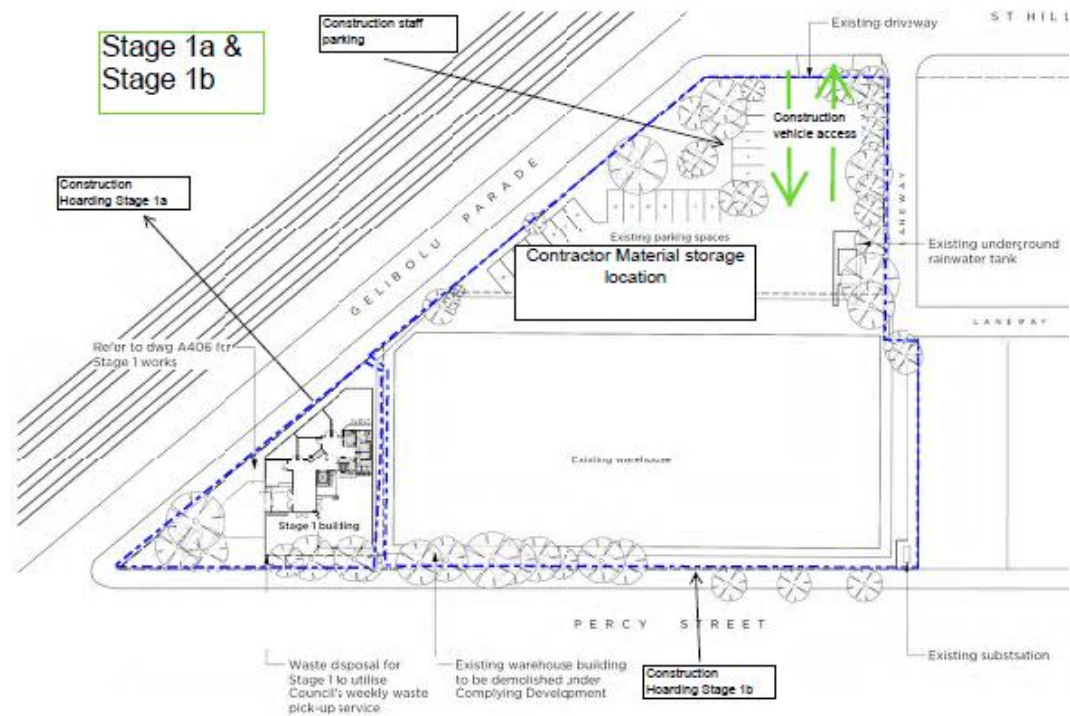 Stage 1a &
Stage 1b
Construction staff
parking
Existing driveway
ST HILL
Construction
vehicle access
Construction
Hoarding Stage 1a
GELIBOLU PARADE
LANEWAY
Existing parking spaces
Contractor Material storage
location
Existing underground
rainwater tank
LANEWAY
Refer to dwg A406 for
Stage 1 works
Existing warehouse
Stage 1 building
PERCY STREET
Waste disposal for
Stage 1 to utilise
Council's weekly waste
pick-up service
Existing warehouse building
to be demolished under
Complying Development
Construction
Hoarding Stage 1b
Existing substation